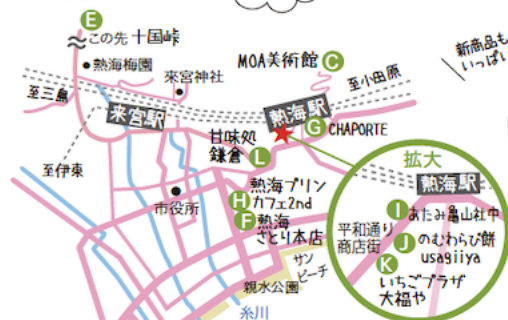 E
この先 十国峠
熱海梅園
來宮神社
MOA美術館 C
新商品も
いっぱい
至小田原
至三島
来宮駅
熱海駅
G CHAPORTE
甘味処
鎌倉
L
至伊東
市役所
熱海プリン
カフェ2nd
H
F 熱海
さとり本店
サン
ビーチ
親水公園
糸川
拡大
熱海駅
I あたみ畠山社中
平和通り
商店街
J のむわらび餅
usagiiya
K
いちごプラザ
大福や